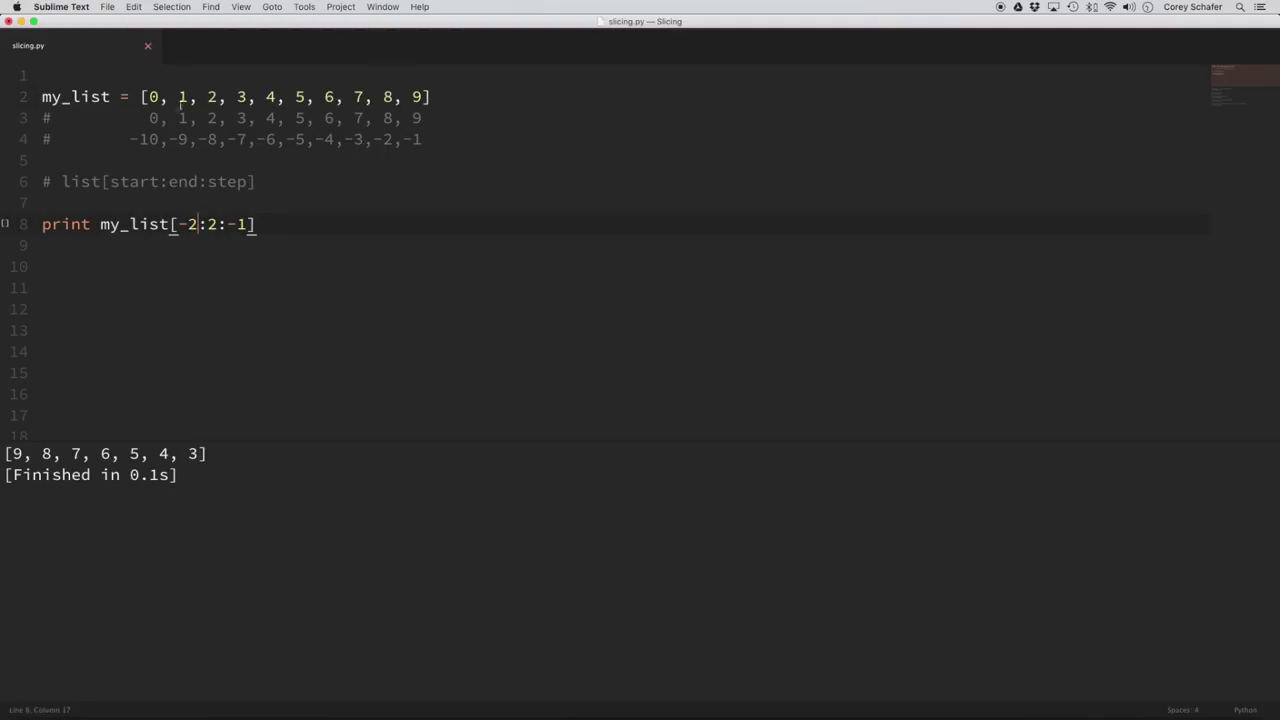 Sublime Text File Edit Selection Find View Goto Tools Project Window Help Corey Schafer
slicing.py — Slicing
slicing.py
1
2 my_list = [0, 1, 2, 3, 4, 5, 6, 7, 8, 9]
3 # 0, 1, 2, 3, 4, 5, 6, 7, 8, 9
4 # -10,-9,-8,-7,-6,-5,-4,-3,-2,-1
5
6 # list[start:end:step]
7
8 print my_list[-2:2:-1]
9
10
11
12
13
14
15
16
17
18
[9, 8, 7, 6, 5, 4, 3]
[Finished in 0.1s]
Line 8, Column 17 Spaces: 4 Python